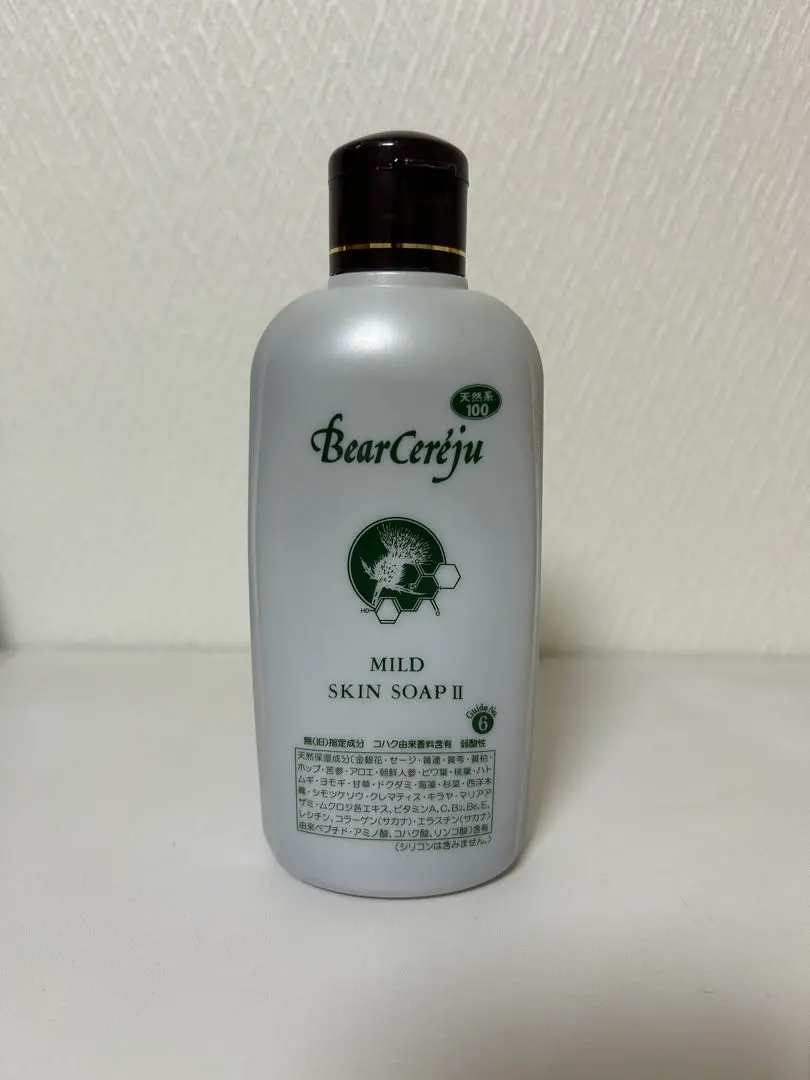 天然系
100
BearCeréju
HO
O
MILD
SKIN SOAP II
Guide No.
6
無(旧)指定成分 コハク由来香料含有 弱酸性
天然保湿成分〔金銀花・セージ・黄連・黄芩・黄柏・
ホップ・苦参・アロエ・朝鮮人参・ビワ葉・桃葉・ハト
ムギ・ヨモギ・甘草・ドクダミ・海藻・杉菜・西洋木
蔦・シモツケソウ・クレマティス・キラヤ・マリアア
ザミ・ムクロジ各エキス、ビタミンA,C,B2,B6,E,
レシチン、コラーゲン(サカナ)・エラスチン(サカナ)
由来ペプチド・アミノ酸、コハク酸、リンゴ酸〕含有
(シリコンは含みません。)